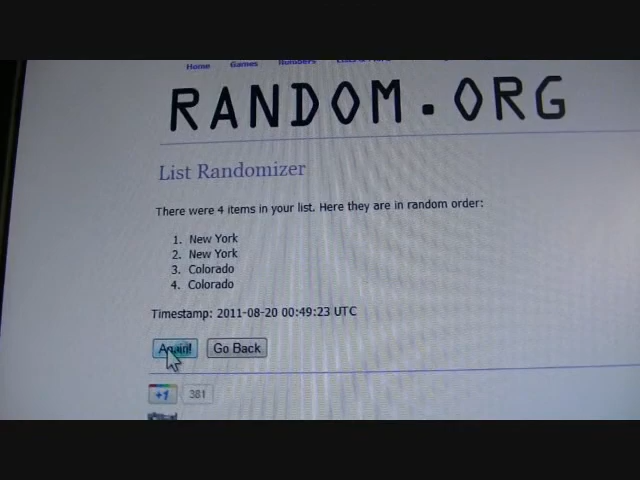 Home Games Numbers
RANDOM.ORG
List Randomizer
There were 4 items in your list. Here they are in random order:
1. New York
2. New York
3. Colorado
4. Colorado
Timestamp: 2011-08-20 00:49:23 UTC
Again! Go Back
+1 381